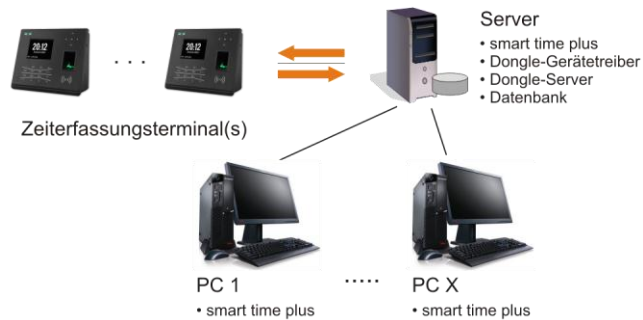 Server
• smart time plus
• Dongle-Gerätetreiber
• Dongle-Server
• Datenbank
20:12
20:12
. . .
Zeiterfassungsterminal(s)
PC 1
.....
PC X
• smart time plus
• smart time plus